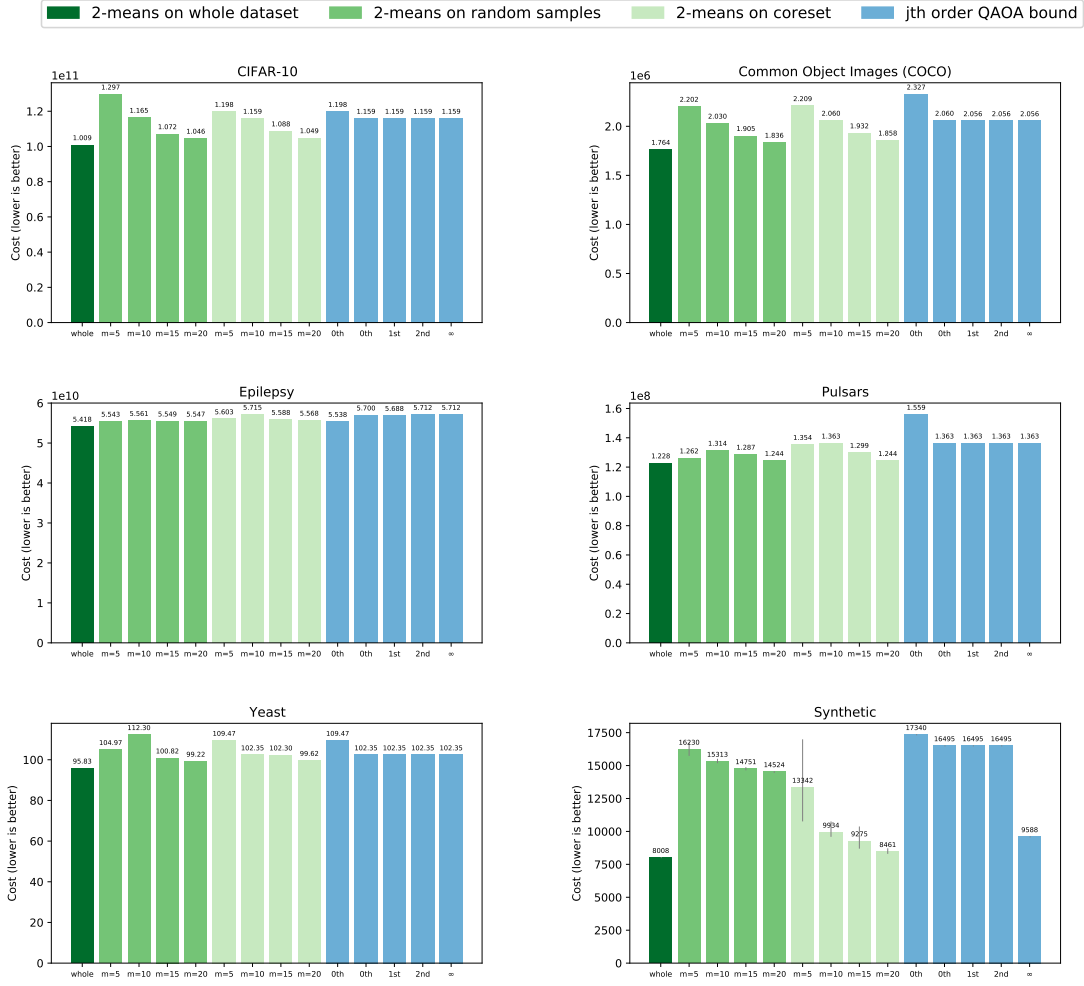 2-means on whole dataset 2-means on random samples 2-means on coreset jth order QAOA bound
CIFAR-10
1e11
Cost (lower is better)
1.2
1.0
0.8
0.6
0.4
0.2
0.0
1.009 1.297 1.165 1.072 1.046 1.198 1.159 1.088 1.049 1.198 1.159 1.159 1.159 1.159
whole m=5 m=10 m=15 m=20 m=5 m=10 m=15 m=20 0th 0th 1st 2nd ∞
Common Object Images (COCO)
1e6
Cost (lower is better)
2.0
1.5
1.0
0.5
0.0
1.764 2.202 2.030 1.905 1.836 2.209 2.060 1.932 1.858 2.327 2.060 2.056 2.056 2.056
whole m=5 m=10 m=15 m=20 m=5 m=10 m=15 m=20 0th 0th 1st 2nd ∞
Epilepsy
1e10
Cost (lower is better)
6
5
4
3
2
1
0
5.418 5.543 5.561 5.549 5.547 5.603 5.715 5.588 5.568 5.538 5.700 5.688 5.712 5.712
whole m=5 m=10 m=15 m=20 m=5 m=10 m=15 m=20 0th 0th 1st 2nd ∞
Pulsars
1e8
Cost (lower is better)
1.6
1.4
1.2
1.0
0.8
0.6
0.4
0.2
0.0
1.228 1.262 1.314 1.287 1.244 1.354 1.363 1.299 1.244 1.559 1.363 1.363 1.363 1.363
whole m=5 m=10 m=15 m=20 m=5 m=10 m=15 m=20 0th 0th 1st 2nd ∞
Yeast
Cost (lower is better)
100
80
60
40
20
0
95.83 104.97 112.30 100.82 99.22 109.47 102.35 102.30 99.62 109.47 102.35 102.35 102.35 102.35
whole m=5 m=10 m=15 m=20 m=5 m=10 m=15 m=20 0th 0th 1st 2nd ∞
Synthetic
Cost (lower is better)
17500
15000
12500
10000
7500
5000
2500
0
8008 16230 15313 14751 14524 13342 9934 9275 8461 17340 16495 16495 16495 9588
whole m=5 m=10 m=15 m=20 m=5 m=10 m=15 m=20 0th 0th 1st 2nd ∞